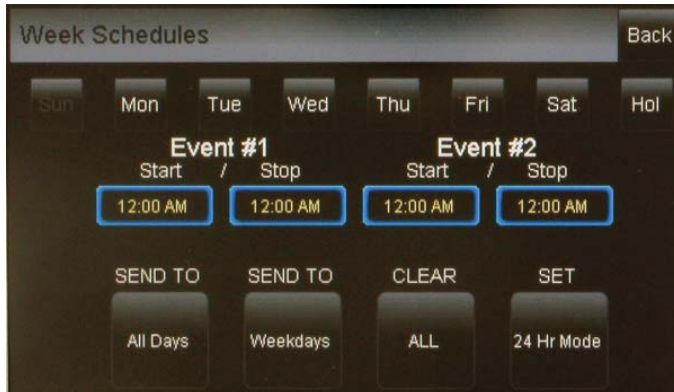 Week Schedules Back
Sun Mon Tue Wed Thu Fri Sat Hol
Event #1 Event #2
Start / Stop Start / Stop
12:00 AM 12:00 AM 12:00 AM 12:00 AM
SEND TO SEND TO CLEAR SET
All Days Weekdays ALL 24 Hr Mode